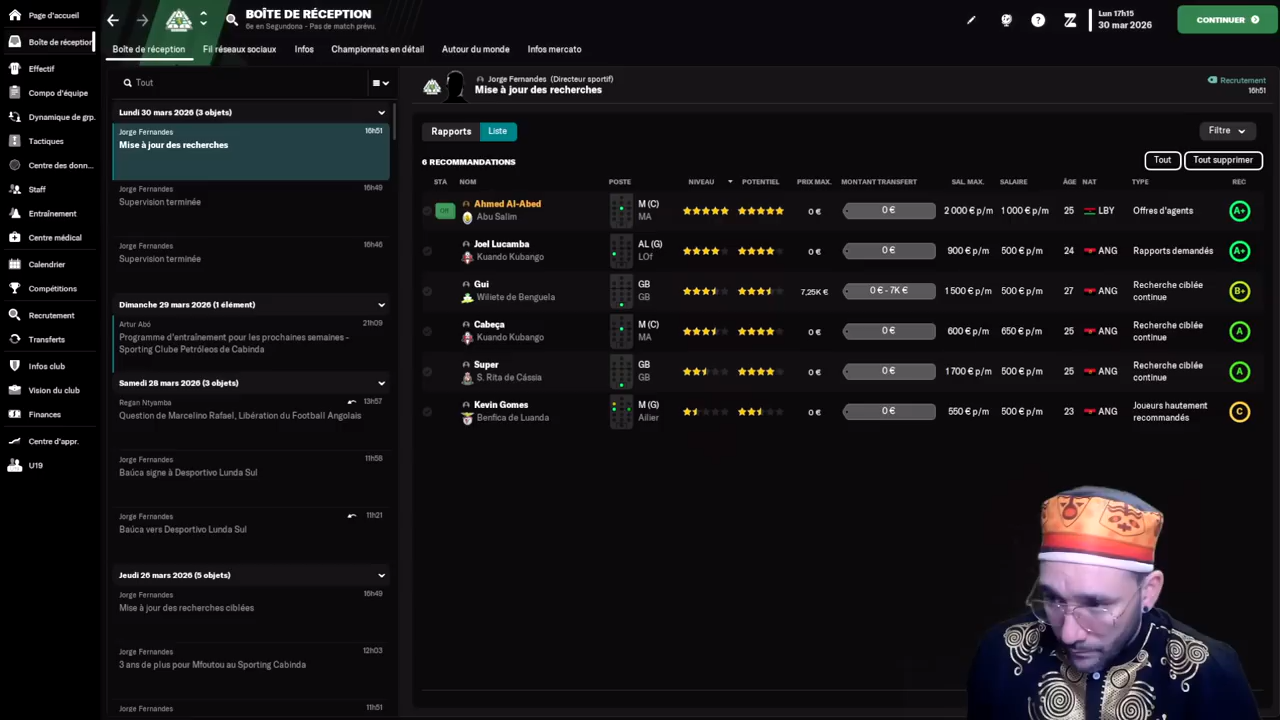 Page d'accueil
Boîte de réception
Effectif
Compo d'équipe
Dynamique de grp.
Tactiques
Centre des donn...
Staff
Entraînement
Centre médical
Calendrier
Compétitions
Recrutement
Transferts
Infos club
Vision du club
Finances
Centre d'appr.
U19
BOÎTE DE RÉCEPTION
6e en Segundona - Pas de match prévu.
Lun 17h15
30 mar 2026
CONTINUER
Boîte de réception Fil réseaux sociaux Infos Championnats en détail Autour du monde Infos mercato
Tout
Lundi 30 mars 2026 (3 objets)
Jorge Fernandes 16h51
Mise à jour des recherches
Jorge Fernandes 16h49
Supervision terminée
Jorge Fernandes 16h46
Supervision terminée
Dimanche 29 mars 2026 (1 élément)
Artur Abó 21h09
Programme d'entraînement pour les prochaines semaines -
Sporting Clube Petróleos de Cabinda
Samedi 28 mars 2026 (3 objets)
Regan Ntyamba 13h57
Question de Marcelino Rafael, Libération du Football Angolais
Jorge Fernandes 11h58
Baúca signe à Desportivo Lunda Sul
Jorge Fernandes 11h21
Baúca vers Desportivo Lunda Sul
Jeudi 26 mars 2026 (5 objets)
Jorge Fernandes 16h49
Mise à jour des recherches ciblées
Jorge Fernandes 12h03
3 ans de plus pour Mfoutou au Sporting Cabinda
Jorge Fernandes 11h51
Jorge Fernandes (Directeur sportif)
Mise à jour des recherches
Recrutement
16h51
Rapports Liste Filtre
6 RECOMMANDATIONS Tout Tout supprimer
STA NOM POSTE NIVEAU POTENTIEL PRIX MAX. MONTANT TRANSFERT SAL. MAX. SALAIRE ÂGE NAT TYPE REC
Off Ahmed Al-Abed M (C) 0 € 0 € 2 000 € p/m 1 000 € p/m 25 LBY Offres d'agents A+
Abu Salim MA
Joel Lucamba AL (G) 0 € 0 € 900 € p/m 500 € p/m 24 ANG Rapports demandés A+
Kuando Kubango LOf
Gui GB 7,25K € 0 € - 7K € 1 500 € p/m 500 € p/m 27 ANG Recherche ciblée continue B+
Wiliete de Benguela GB
Cabeça M (C) 0 € 0 € 600 € p/m 650 € p/m 25 ANG Recherche ciblée continue A
Kuando Kubango MA
Super GB 0 € 0 € 1 700 € p/m 500 € p/m 25 ANG Recherche ciblée continue A
S. Rita de Cássia GB
Kevin Gomes M (G) 0 € 0 € 550 € p/m 500 € p/m 23 ANG Joueurs hautement recommandés C
Benfica de Luanda Ailier